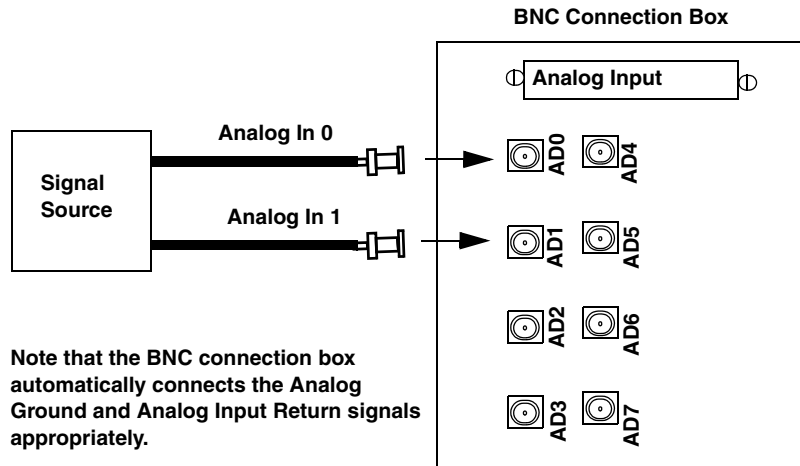 BNC Connection Box
Analog Input
Analog In 0
AD0
AD4
Signal
Source
Analog In 1
AD1
AD5
AD2
AD6
Note that the BNC connection box
automatically connects the Analog
Ground and Analog Input Return signals
appropriately.
AD3
AD7